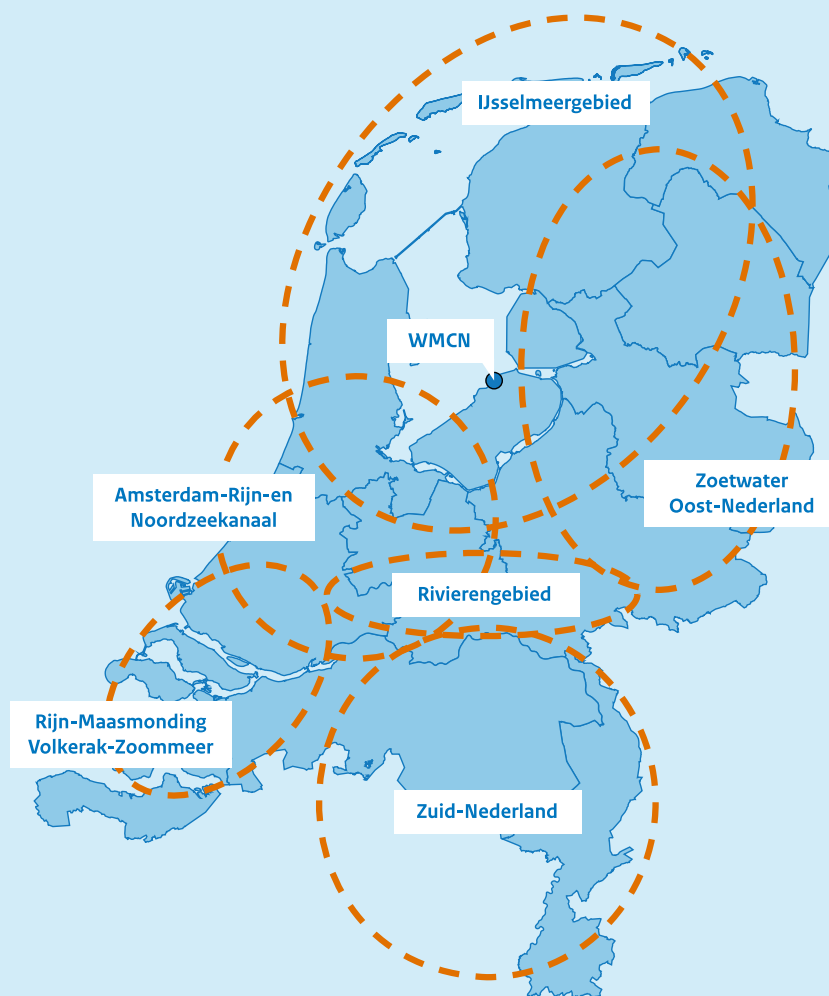 IJsselmeergebied
WMCN
Zoetwater
Oost-Nederland
Amsterdam-Rijn-en
Noordzeekanaal
Rivierengebied
Rijn-Maasmonding
Volkerak-Zoommeer
Zuid-Nederland